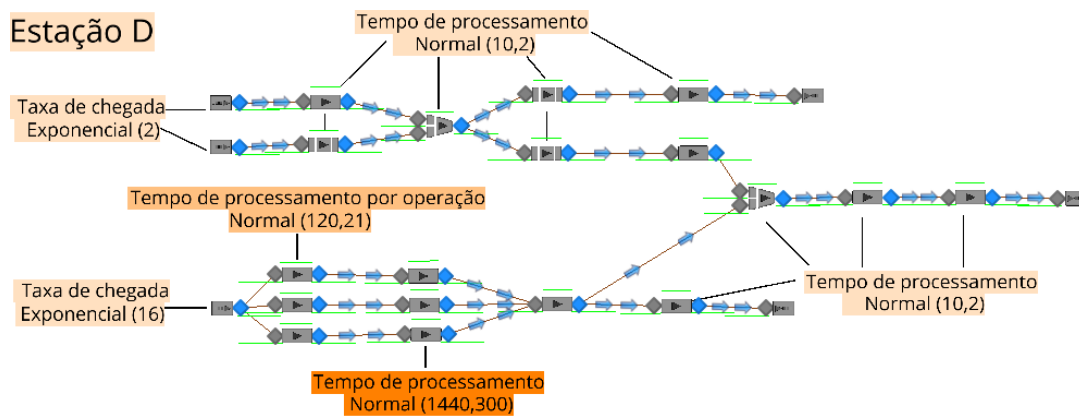 Estação D
Tempo de processamento
Normal (10,2)
Taxa de chegada
Exponencial (2)
Tempo de processamento por operação
Normal (120,21)
Taxa de chegada
Exponencial (16)
Tempo de processamento
Normal (10,2)
Tempo de processamento
Normal (1440,300)